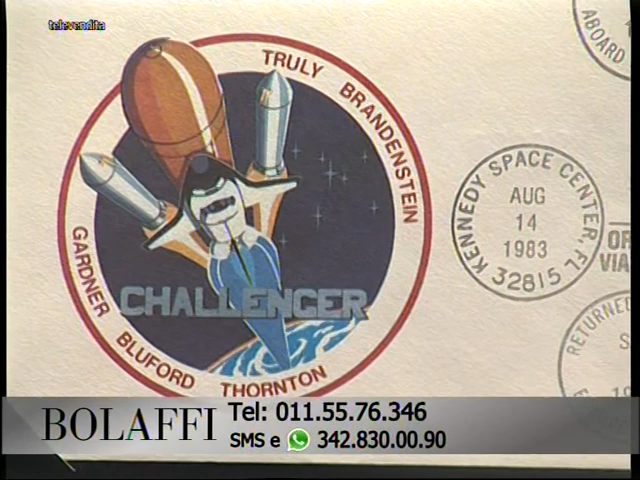 televendita
TRULY BRANDENSTEIN
GARDNER BLUFORD THORNTON
CHALLENGER
ABOARD
KENNEDY SPACE CENTER, FL
AUG
14
1983
32815
VIA
RETURNED
BOLAFFI
Tel: 011.55.76.346
SMS e 342.830.00.90